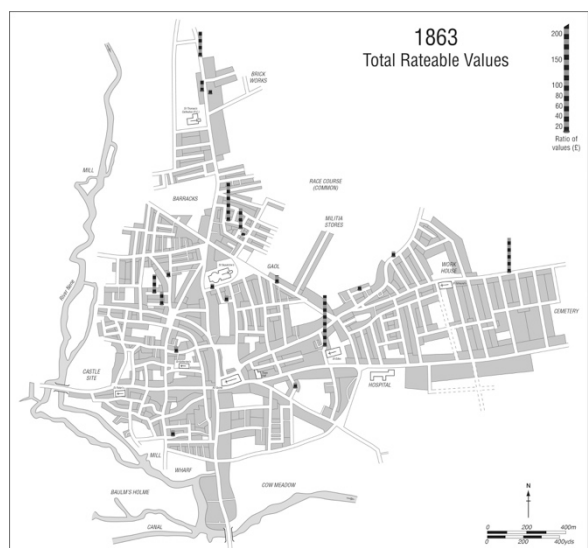 1863
Total Rateable Values
200
150
100
80
60
40
20
Ratio of
values (£)
BRICK
WORKS
MILL
RACE COURSE
(COMMON)
BARRACKS
MILITIA
STORES
GAOL
WORK
HOUSE
CEMETERY
CASTLE
SITE
HOSPITAL
MILL
WHARF
BAULM'S HOLME
COW MEADOW
CANAL
N
0 200 400m
0 200 400yds